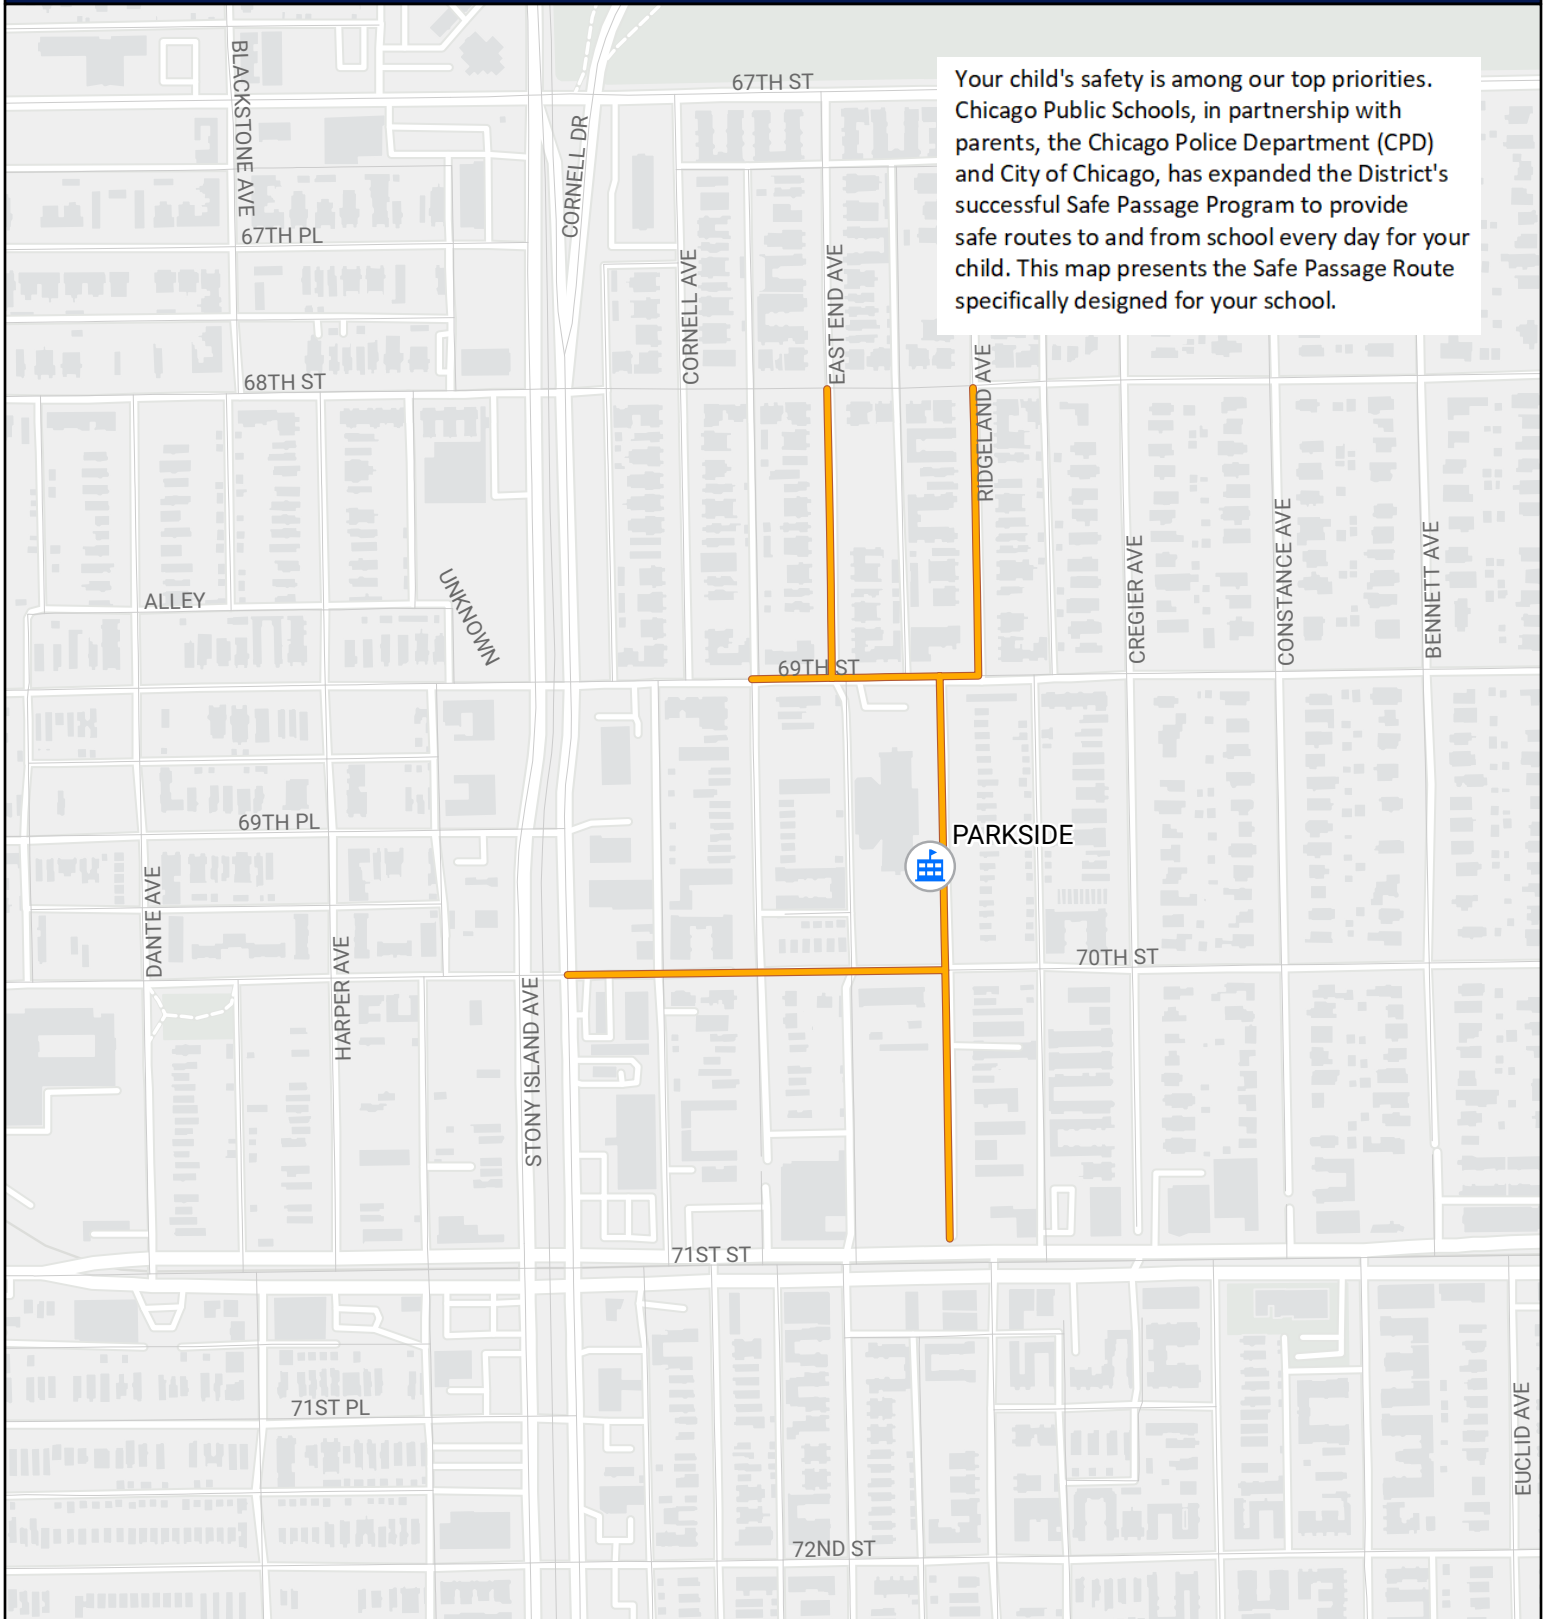 BLACKSTONE AVE
67TH ST
Your child's safety is among our top priorities.
Chicago Public Schools, in partnership with
parents, the Chicago Police Department (CPD)
and City of Chicago, has expanded the District's
successful Safe Passage Program to provide
safe routes to and from school every day for your
child. This map presents the Safe Passage Route
specifically designed for your school.
CORNELL DR
67TH PL
CORNELL AVE
EAST END AVE
68TH ST
RIDGELAND AVE
ALLEY
UNKNOWN
CREGIER AVE
CONSTANCE AVE
BENNETT AVE
69TH ST
69TH PL
PARKSIDE
DANTE AVE
HARPER AVE
70TH ST
STONY ISLAND AVE
71ST ST
71ST PL
EUCLID AVE
72ND ST